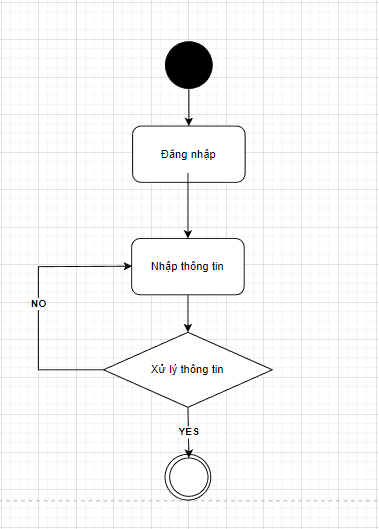 Đăng nhập
Nhập thông tin
NO
Xử lý thông tin
YES